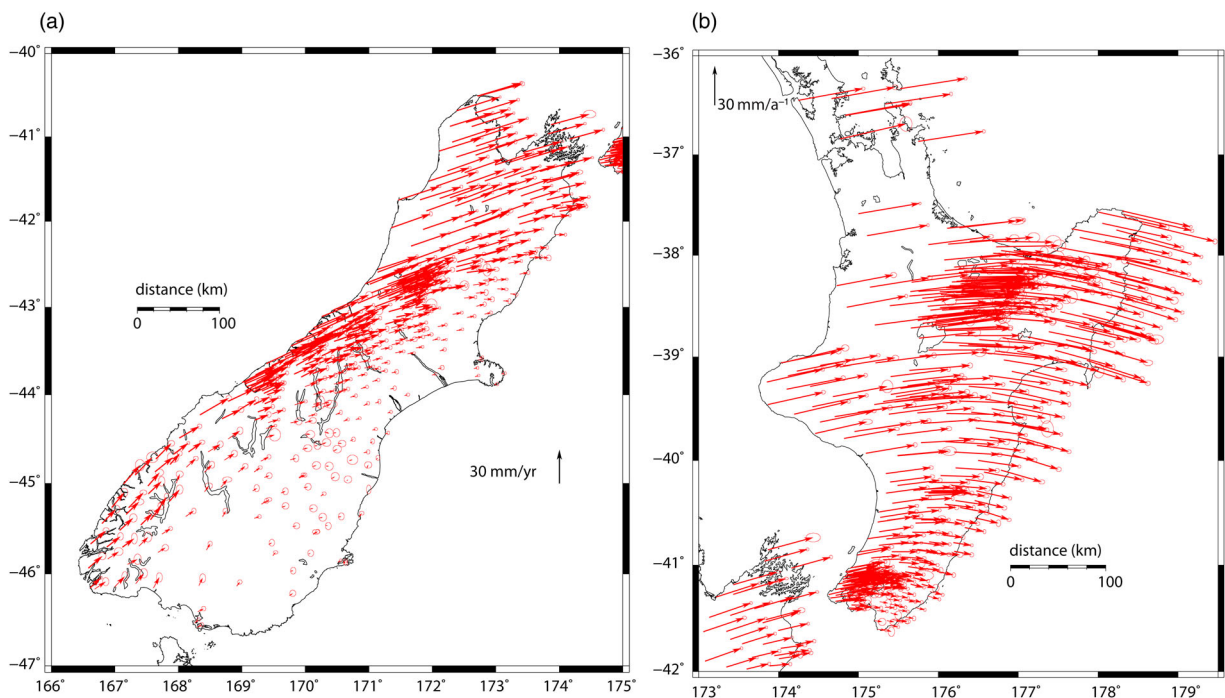 (a)
−40°
−41°
−42°
−43°
−44°
−45°
−46°
−47°
distance (km)
0 100
30 mm/yr
166° 167° 168° 169° 170° 171° 172° 173° 174° 175°
(b)
−36°
−37°
−38°
−39°
−40°
−41°
−42°
30 mm/a⁻¹
distance (km)
0 100
173° 174° 175° 176° 177° 178° 179°